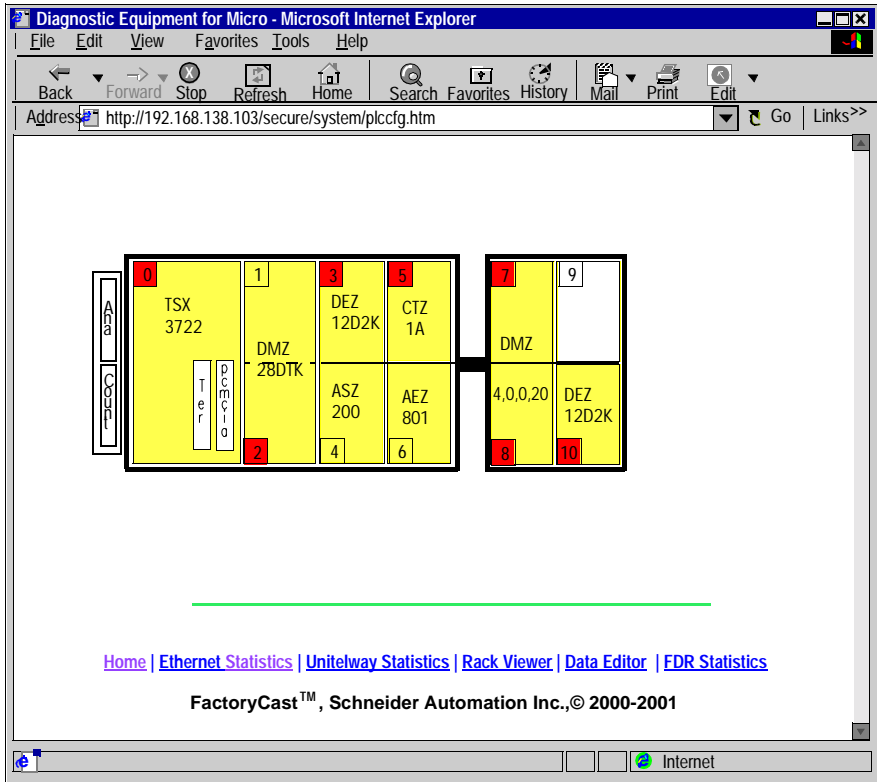 Diagnostic Equipment for Micro - Microsoft Internet Explorer
File Edit View Favorites Tools Help
Back Forward Stop Refresh Home Search Favorites History Mail Print Edit
Address http://192.168.138.103/secure/system/plccfg.htm Go Links>>
Ana
Count
0
TSX
3722
Ter
pcmçia
1
DMZ
28DTK
2
3
DEZ
12D2K
ASZ
200
4
5
CTZ
1A
AEZ
801
6
7
DMZ
4,0,0,20
8
9
DEZ
12D2K
10
Home | Ethernet Statistics | Unitelway Statistics | Rack Viewer | Data Editor | FDR Statistics
FactoryCast™, Schneider Automation Inc.,© 2000-2001
Internet